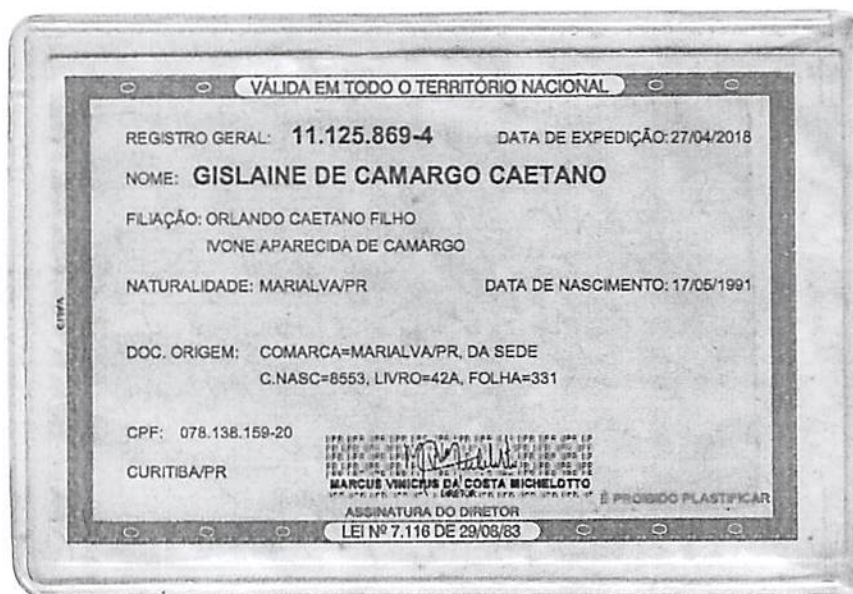 VÁLIDA EM TODO O TERRITÓRIO NACIONAL
REGISTRO GERAL: 11.125.869-4 DATA DE EXPEDIÇÃO: 27/04/2018
NOME: GISLAINE DE CAMARGO CAETANO
FILIAÇÃO: ORLANDO CAETANO FILHO
IVONE APARECIDA DE CAMARGO
NATURALIDADE: MARIALVA/PR DATA DE NASCIMENTO: 17/05/1991
DOC. ORIGEM: COMARCA=MARIALVA/PR, DA SEDE
C.NASC=8553, LIVRO=42A, FOLHA=331
CPF: 078.138.159-20
CURITIBA/PR
MARCUS VINICIUS DA COSTA MICHELOTTO
DIRETOR
É PROIBIDO PLASTIFICAR
ASSINATURA DO DIRETOR
LEI Nº 7.116 DE 29/08/83